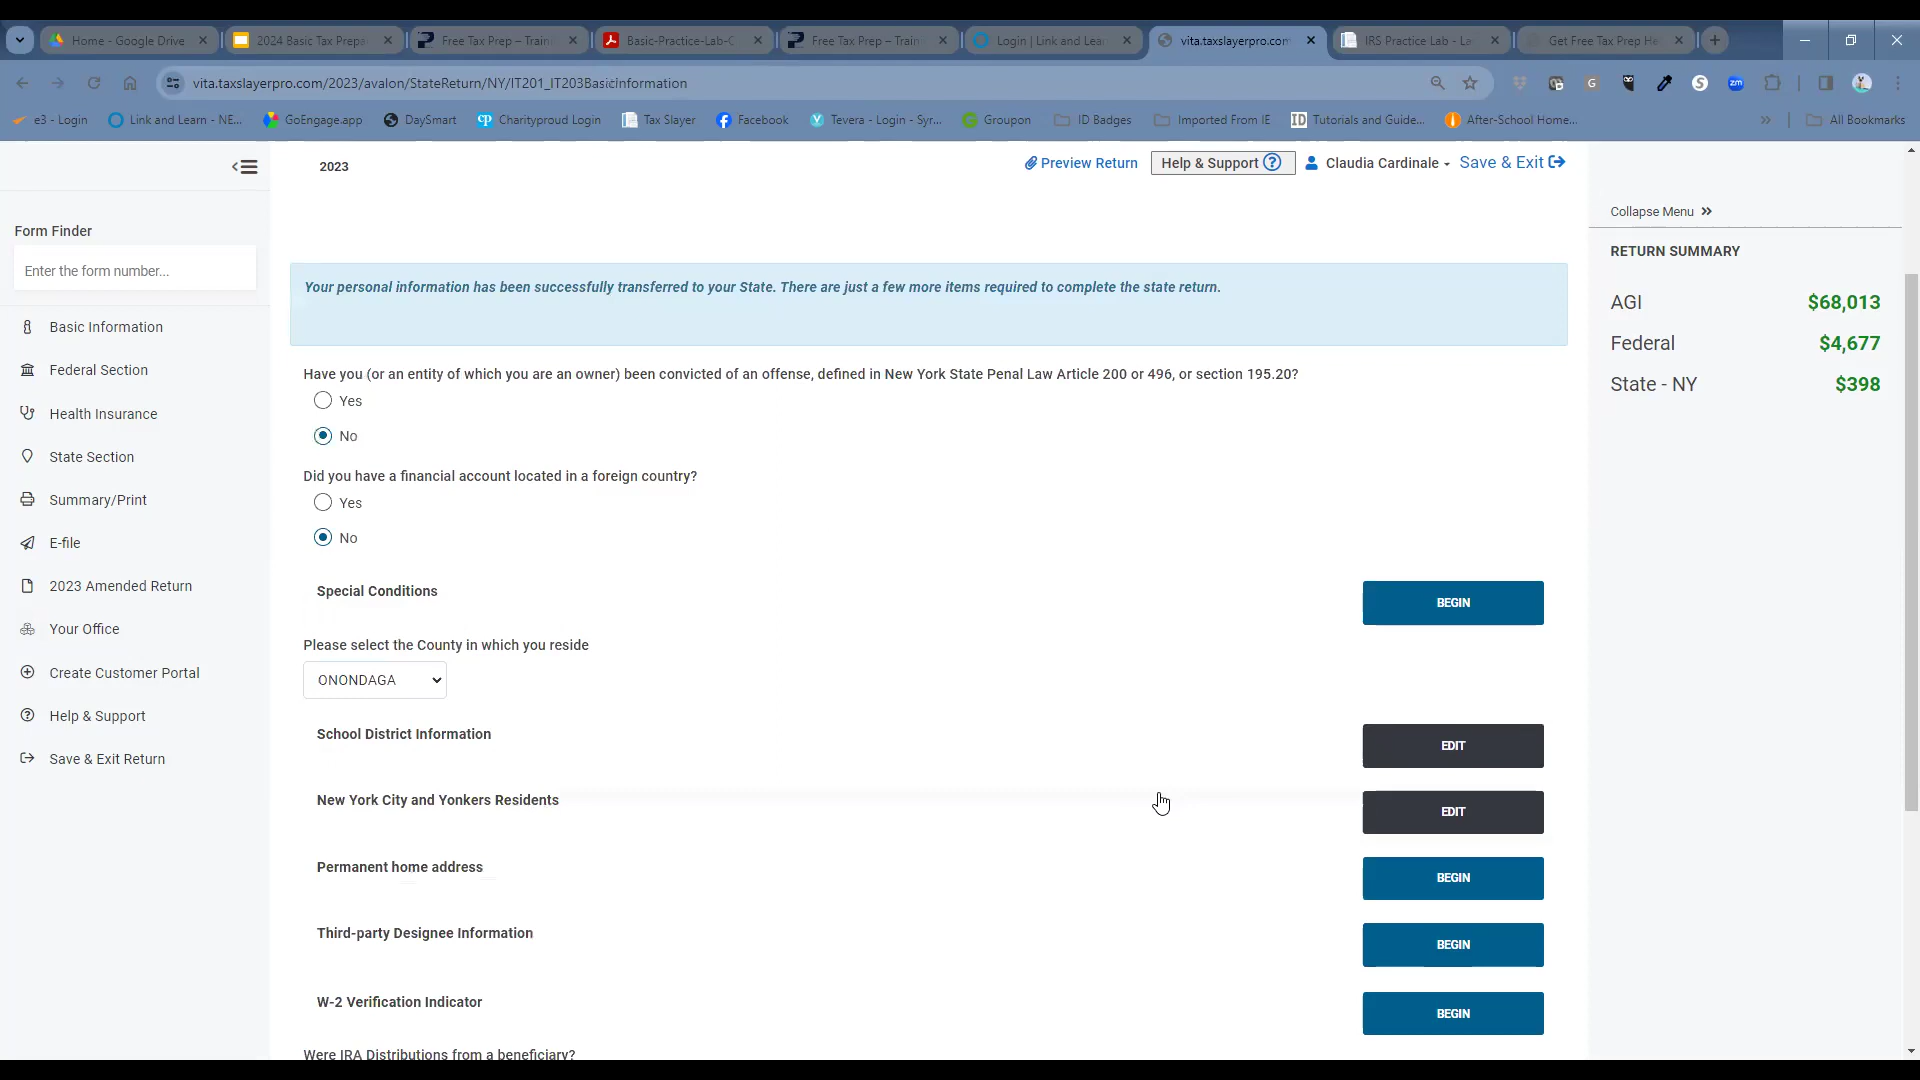 Home - Google Drive
2024 Basic Tax Prepa
Free Tax Prep – Train
Basic-Practice-Lab-C
Free Tax Prep – Train
Login | Link and Lea
vita.taxslayerpro.com
IRS Practice Lab - La
Get Free Tax Prep He
vita.taxslayerpro.com/2023/avalon/StateReturn/NY/IT201_IT203BasicInformation
e3 - Login
Link and Learn - NE...
GoEngage.app
DaySmart
Charityproud Login
Tax Slayer
Facebook
Tevera - Login - Syr...
Groupon
ID Badges
Imported From IE
Tutorials and Guide...
After-School Home...
All Bookmarks
2023
Preview Return
Help & Support
Claudia Cardinale
Save & Exit
Collapse Menu
Form Finder
Enter the form number...
Basic Information
Federal Section
Health Insurance
State Section
Summary/Print
E-file
2023 Amended Return
Your Office
Create Customer Portal
Help & Support
Save & Exit Return
Your personal information has been successfully transferred to your State. There are just a few more items required to complete the state return.
Have you (or an entity of which you are an owner) been convicted of an offense, defined in New York State Penal Law Article 200 or 496, or section 195.20?
Yes
No
Did you have a financial account located in a foreign country?
Yes
No
Special Conditions
BEGIN
Please select the County in which you reside
ONONDAGA
School District Information
EDIT
New York City and Yonkers Residents
EDIT
Permanent home address
BEGIN
Third-party Designee Information
BEGIN
W-2 Verification Indicator
BEGIN
Were IRA Distributions from a beneficiary?
RETURN SUMMARY
AGI $68,013
Federal $4,677
State - NY $398